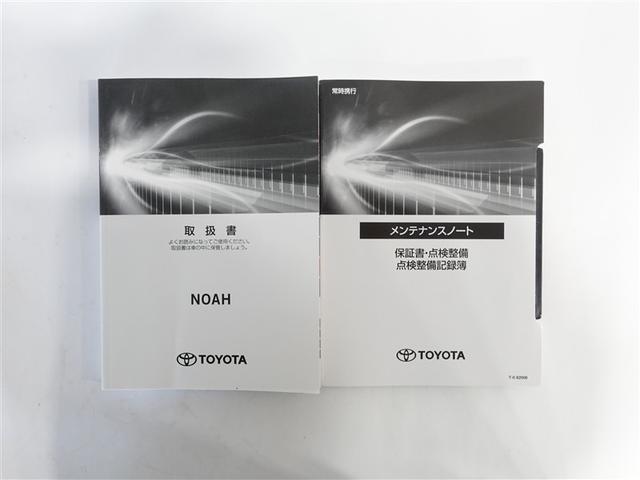 取扱書
よくお読みになってご使用ください。
取扱書は車の中に保管しましょう。
NOAH
TOYOTA
常時携行
メンテナンスノート
保証書・点検整備
点検整備記録簿
TOYOTA